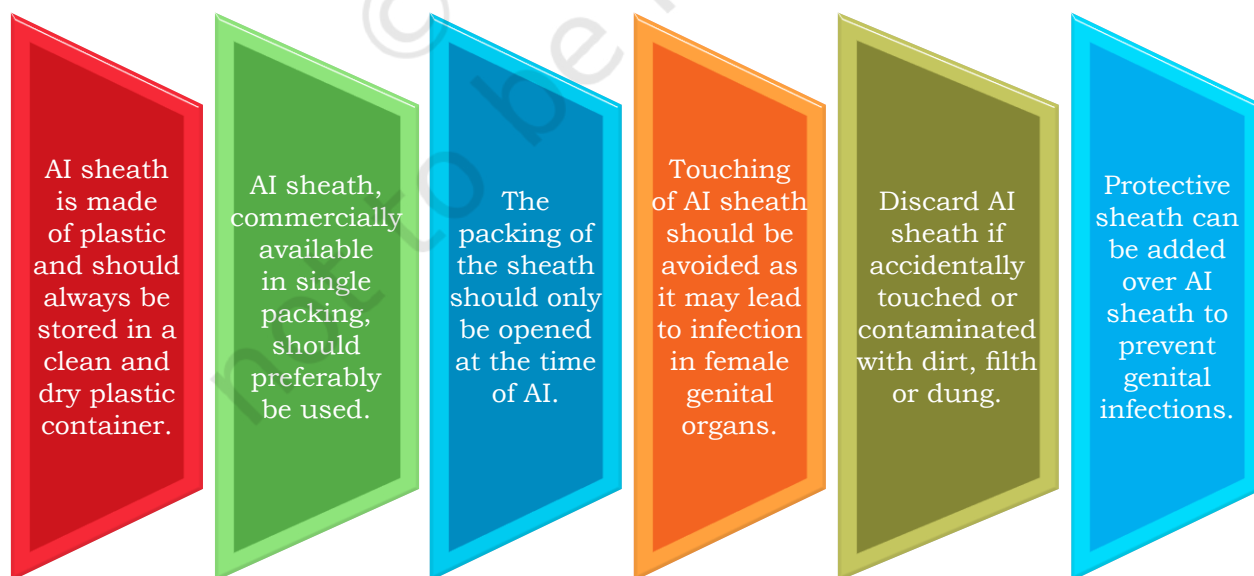 AI sheath
is made
of plastic
and should
always be
stored in a
clean and
dry plastic
container.
AI sheath,
commercially
available
in single
packing,
should
preferably
be used.
The
packing of
the sheath
should only
be opened
at the time
of AI.
Touching
of AI sheath
should be
avoided as
it may lead
to infection
in female
genital
organs.
Discard AI
sheath if
accidentally
touched or
contaminated
with dirt, filth
or dung.
Protective
sheath can
be added
over AI
sheath to
prevent
genital
infections.
©
not to be